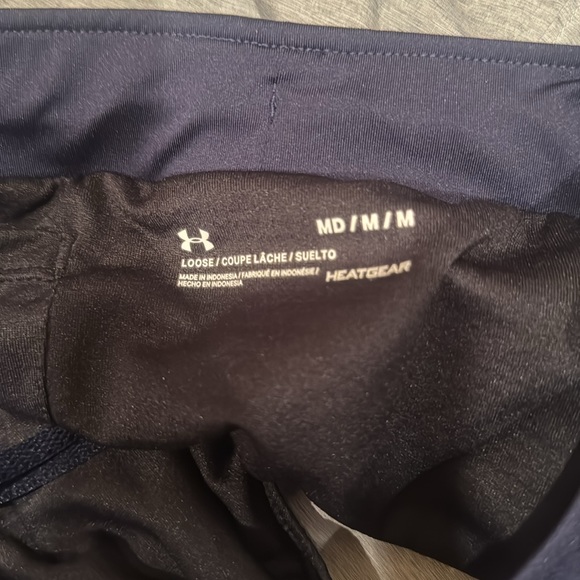 MD / M / M
LOOSE / COUPE LÂCHE / SUELTO
MADE IN INDONESIA / FABRIQUÉ EN INDONÉSIE /
HECHO EN INDONESIA
HEATGEAR